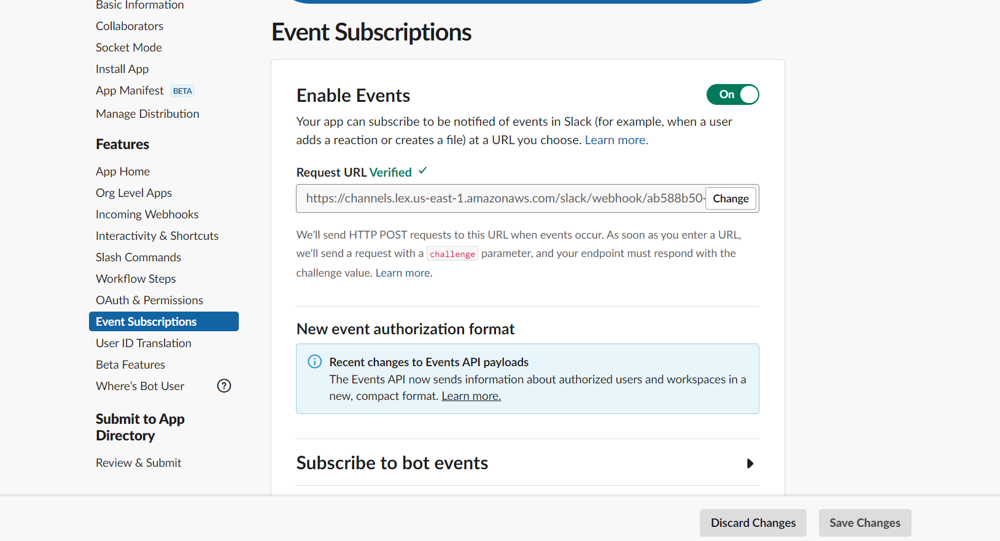 Basic Information
Collaborators
Socket Mode
Install App
App Manifest BETA
Manage Distribution
Features
App Home
Org Level Apps
Incoming Webhooks
Interactivity & Shortcuts
Slash Commands
Workflow Steps
OAuth & Permissions
Event Subscriptions
User ID Translation
Beta Features
Where's Bot User ?
Submit to App
Directory
Review & Submit
Event Subscriptions
Enable Events
On
Your app can subscribe to be notified of events in Slack (for example, when a user
adds a reaction or creates a file) at a URL you choose. Learn more.
Request URL Verified ✓
https://channels.lex.us-east-1.amazonaws.com/slack/webhook/ab588b50-
Change
We'll send HTTP POST requests to this URL when events occur. As soon as you enter a URL,
we'll send a request with a challenge parameter, and your endpoint must respond with the
challenge value. Learn more.
New event authorization format
Recent changes to Events API payloads
The Events API now sends information about authorized users and workspaces in a
new, compact format. Learn more.
Subscribe to bot events
Discard Changes
Save Changes